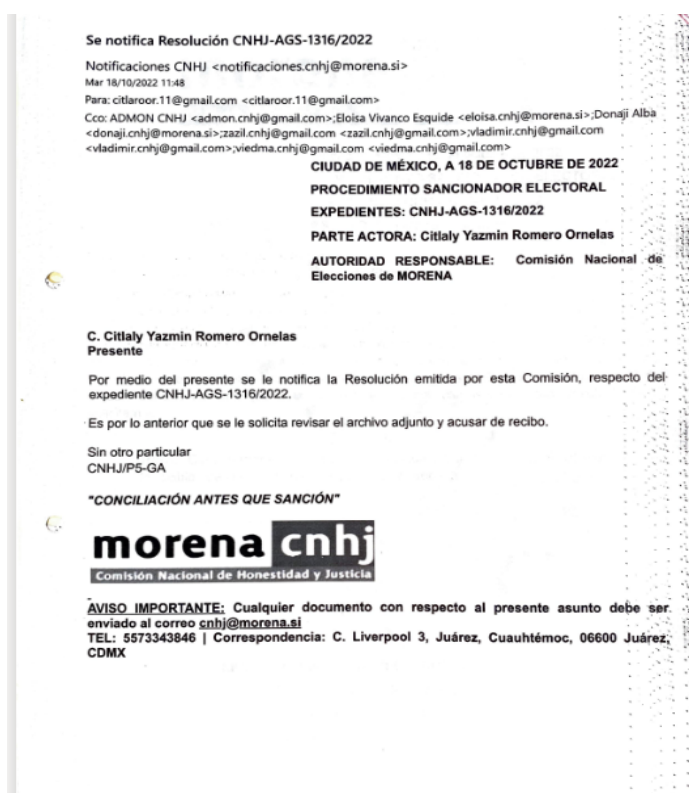 Se notifica Resolución CNHJ-AGS-1316/2022
Notificaciones CNHJ <notificaciones.cnhj@morena.si>
Mar 18/10/2022 11:48
Para: citlaroor.11@gmail.com <citlaroor.11@gmail.com>
Cco: ADMON CNHJ <admon.cnhj@gmail.com>;Eloisa Vivanco Esquide <eloisa.cnhj@morena.si>;Donaji Alba
<donaji.cnhj@morena.si>;zazil.cnhj@gmail.com <zazil.cnhj@gmail.com>;vladimir.cnhj@gmail.com
<vladimir.cnhj@gmail.com>;viedma.cnhj@gmail.com <viedma.cnhj@gmail.com>
CIUDAD DE MÉXICO, A 18 DE OCTUBRE DE 2022
PROCEDIMIENTO SANCIONADOR ELECTORAL
EXPEDIENTES: CNHJ-AGS-1316/2022
PARTE ACTORA: Citlaly Yazmin Romero Ornelas
AUTORIDAD RESPONSABLE: Comisión Nacional de
Elecciones de MORENA
C. Citlaly Yazmin Romero Ornelas
Presente
Por medio del presente se le notifica la Resolución emitida por esta Comisión, respecto del
expediente CNHJ-AGS-1316/2022.
Es por lo anterior que se le solicita revisar el archivo adjunto y acusar de recibo.
Sin otro particular
CNHJ/P5-GA
"CONCILIACIÓN ANTES QUE SANCIÓN"
morena cnhj
Comisión Nacional de Honestidad y Justicia
AVISO IMPORTANTE: Cualquier documento con respecto al presente asunto debe ser
enviado al correo cnhj@morena.si
TEL: 5573343846 | Correspondencia: C. Liverpool 3, Juárez, Cuauhtémoc, 06600 Juárez,
CDMX